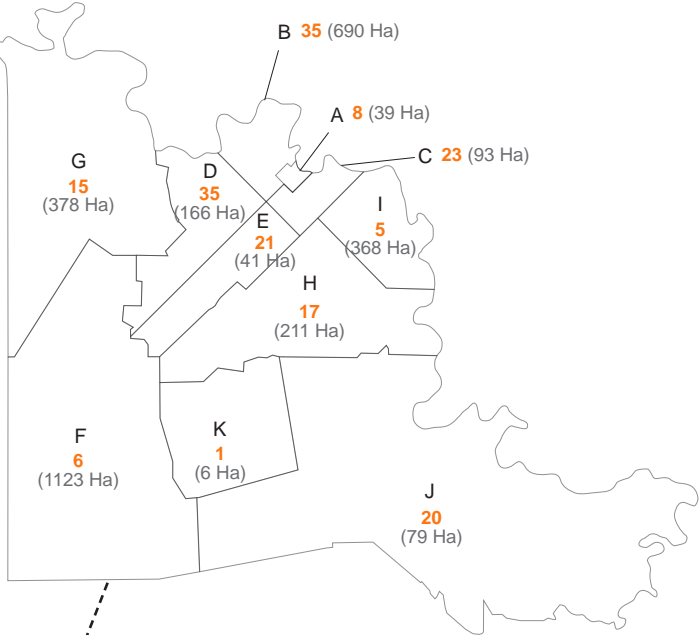 B 35 (690 Ha)
A 8 (39 Ha)
C 23 (93 Ha)
G
15
(378 Ha)
D
35
(166 Ha)
I
5
(368 Ha)
E
21
(41 Ha)
H
17
(211 Ha)
F
6
(1123 Ha)
K
1
(6 Ha)
J
20
(79 Ha)